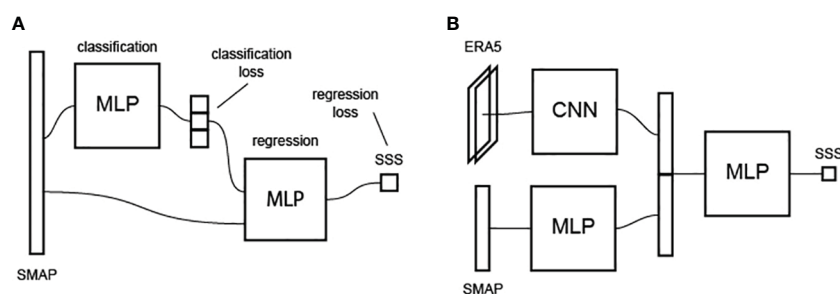 A
classification
MLP
classification
loss
regression
loss
regression
MLP
SSS
SMAP
B
ERA5
CNN
MLP
SSS
MLP
SMAP